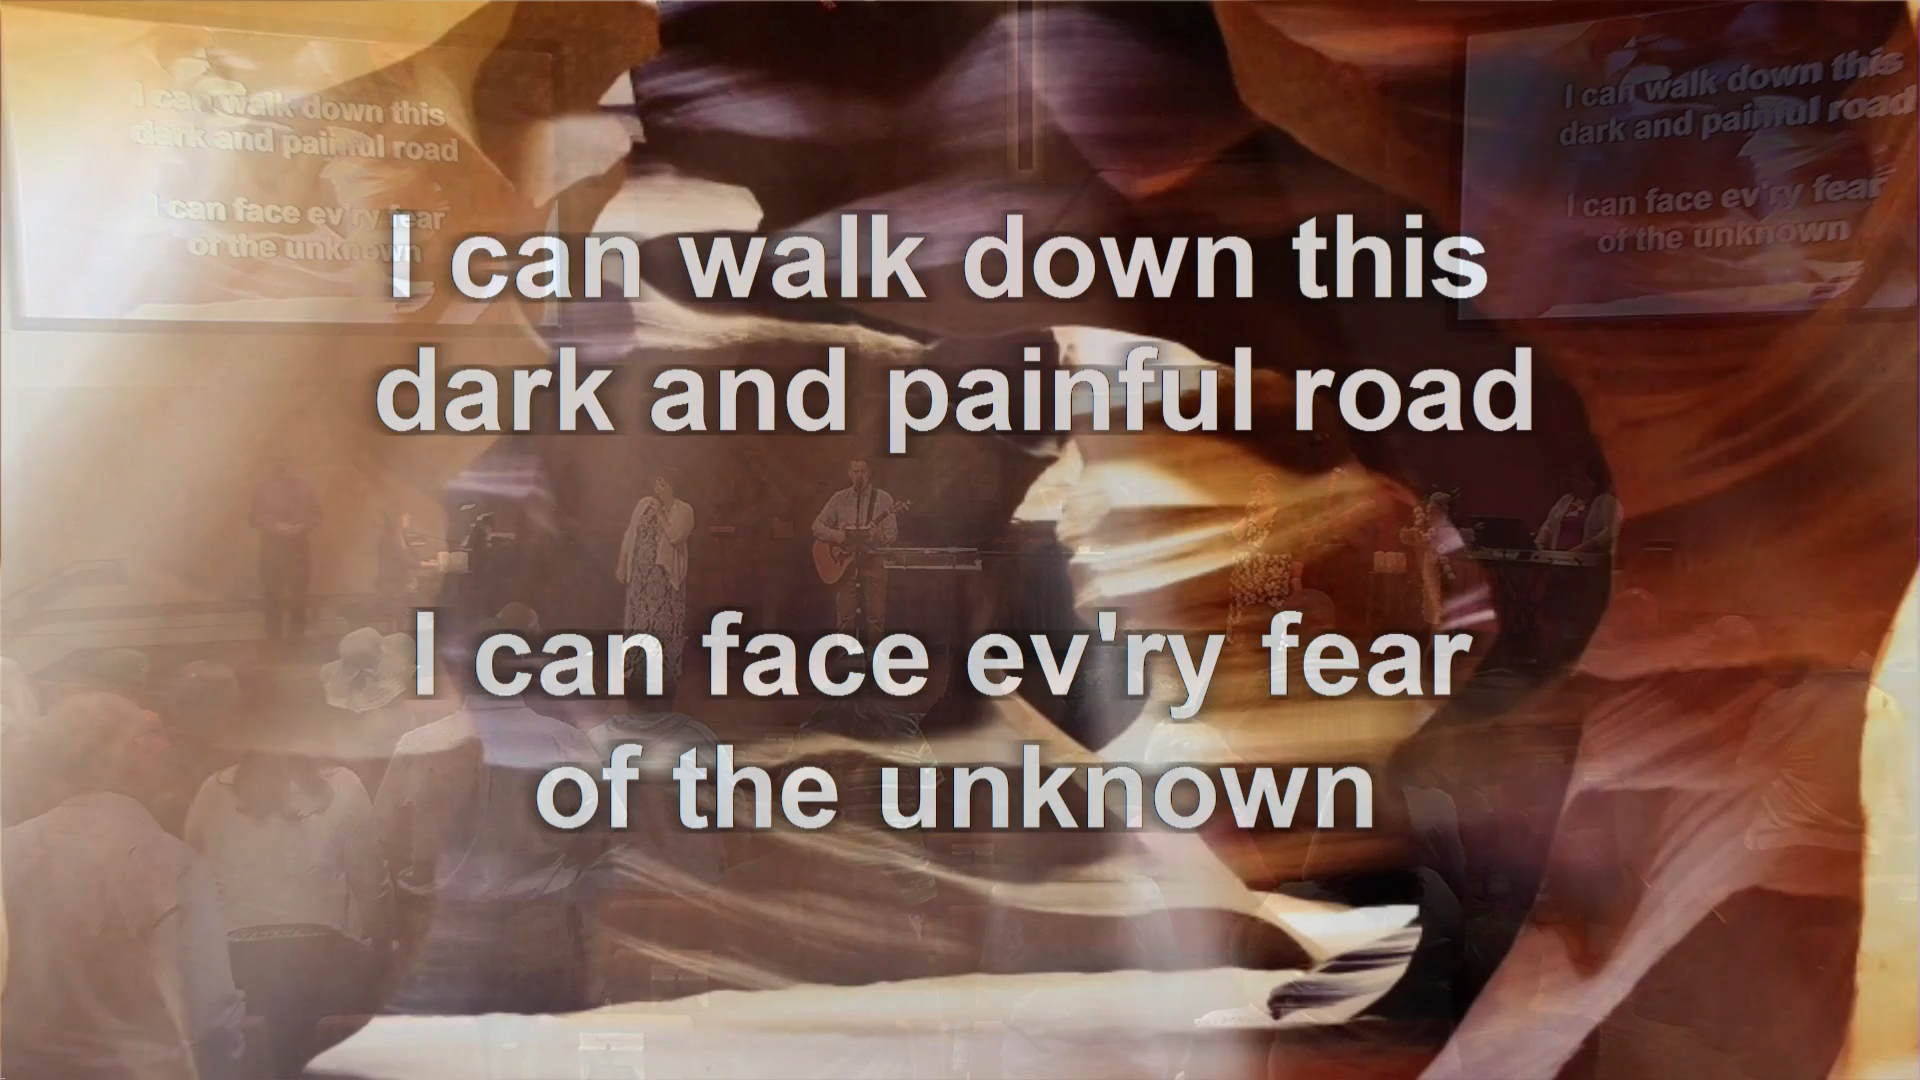 I can walk down this
dark and painful road
I can face ev'ry fear
of the unknown
I can walk down this
dark and painful road
I can face ev'ry fear
of the unknown
I can walk down this
dark and painful road
I can face ev'ry fear
of the unknown